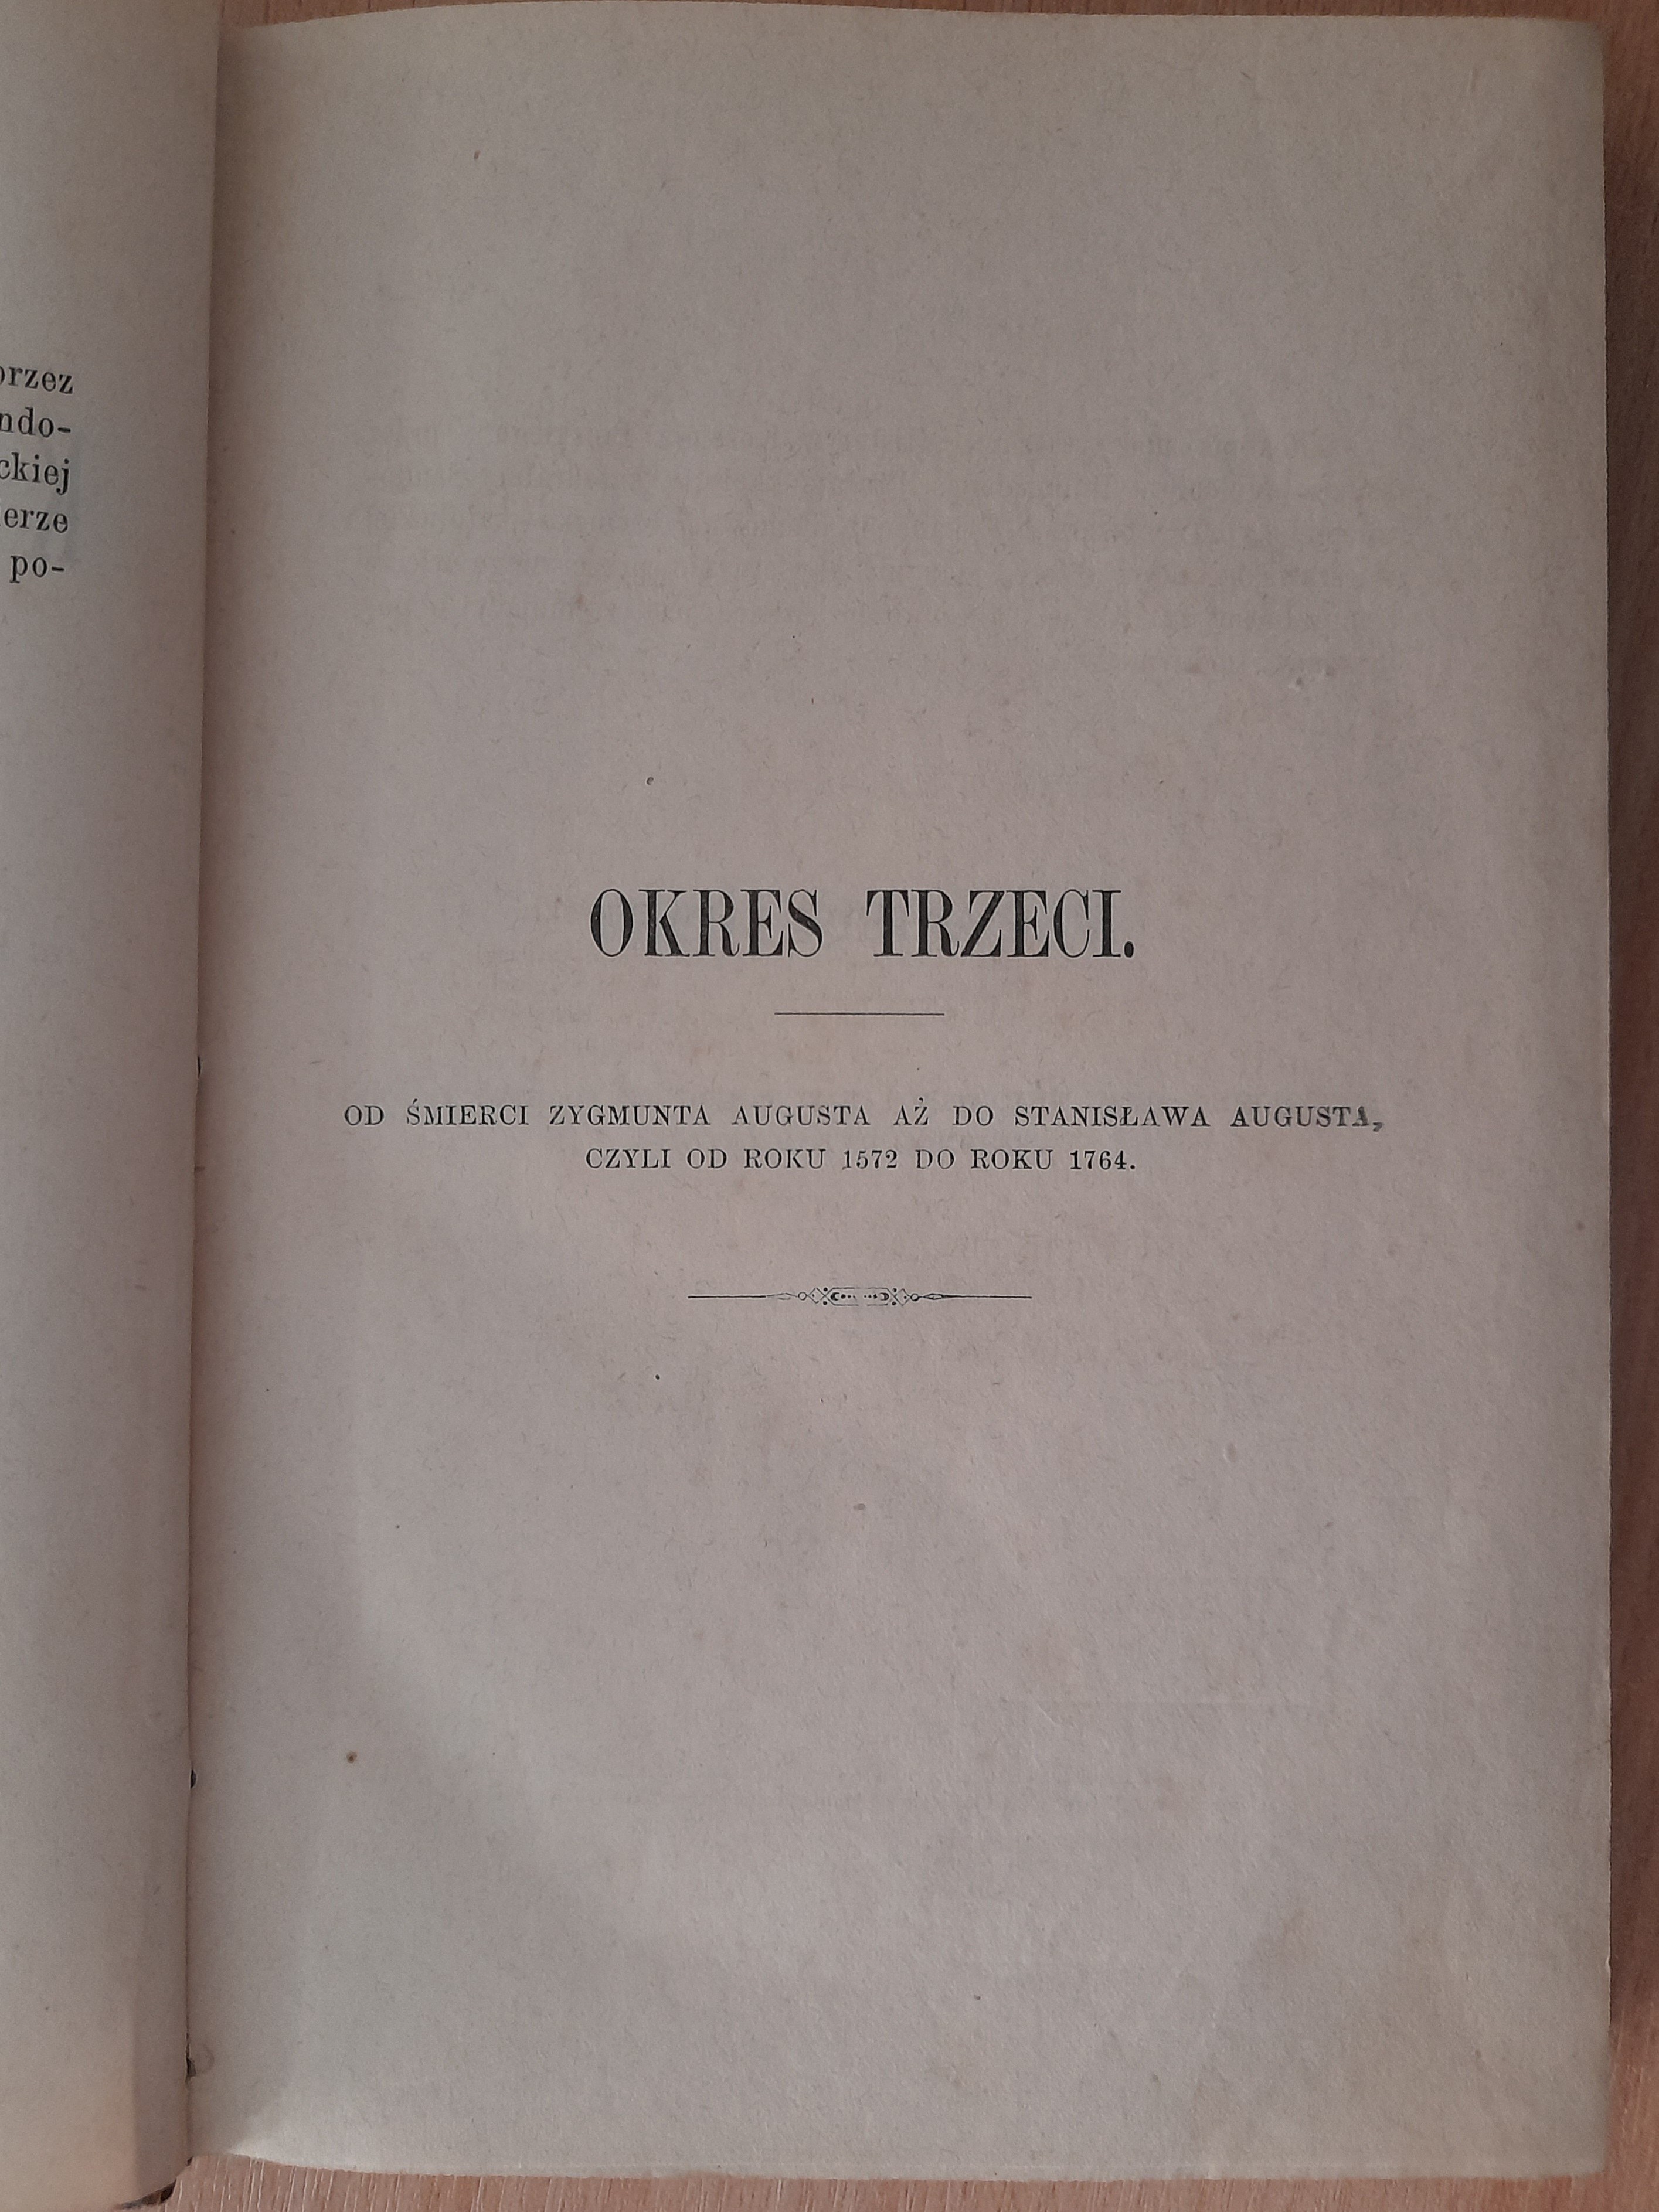 przez
ndo-
ckiej
erze
po-
OKRES TRZECI.
OD ŚMIERCI ZYGMUNTA AUGUSTA AŻ DO STANISŁAWA AUGUSTA,
CZYLI OD ROKU 1572 DO ROKU 1764.